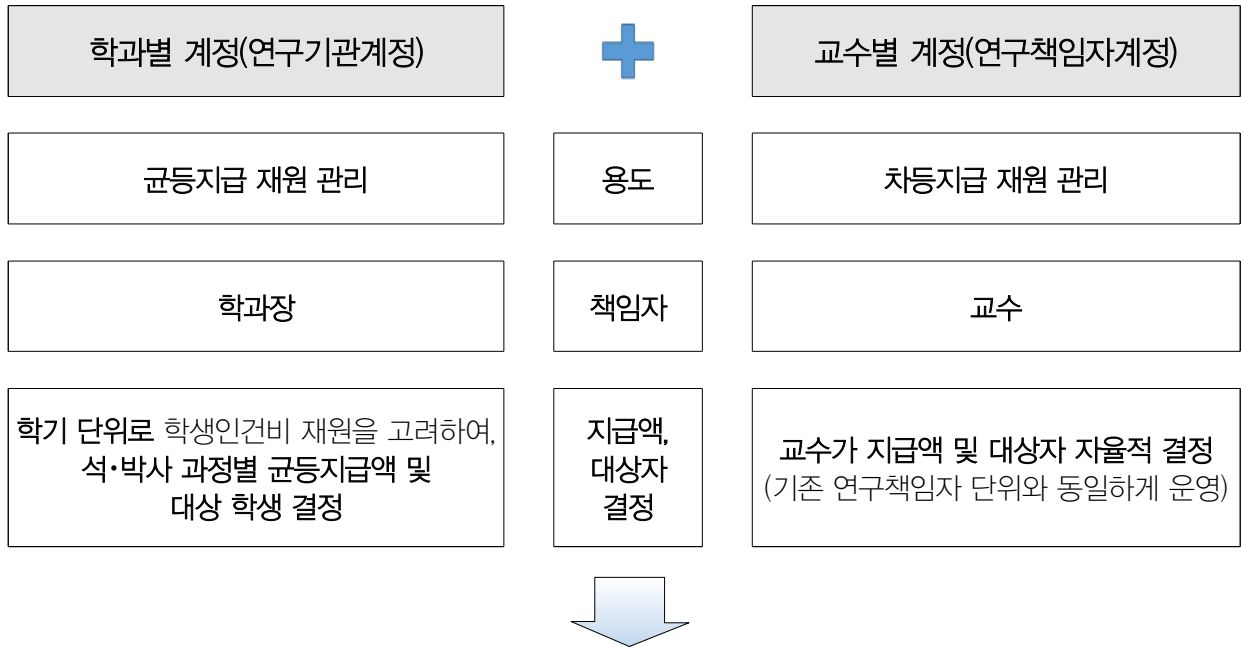 학과별 계정(연구기관계정)
교수별 계정(연구책임자계정)
균등지급 재원 관리
용도
차등지급 재원 관리
학과장
책임자
교수
학기 단위로 학생인건비 재원을 고려하여,
석·박사 과정별 균등지급액 및
대상 학생 결정
지급액,
대상자
결정
교수가 지급액 및 대상자 자율적 결정
(기존 연구책임자 단위와 동일하게 운영)